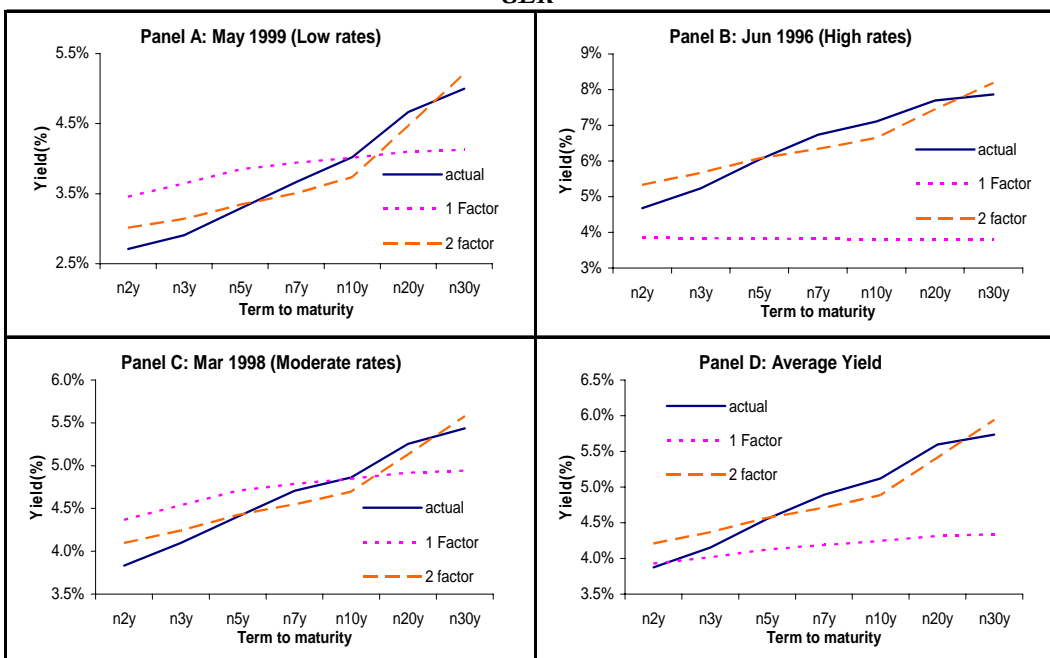 GER
Panel A: May 1999 (Low rates)
5.5%
4.5%
3.5%
2.5%
Yield(%)
actual
1 Factor
2 factor
n2y n3y n5y n7y n10y n20y n30y
Term to maturity
Panel B: Jun 1996 (High rates)
9%
8%
7%
6%
5%
4%
3%
Yield(%)
actual
1 Factor
2 factor
n2y n3y n5y n7y n10y n20y n30y
Term to maturity
Panel C: Mar 1998 (Moderate rates)
6.0%
5.5%
5.0%
4.5%
4.0%
3.5%
Yield(%)
actual
1 Factor
2 factor
n2y n3y n5y n7y n10y n20y n30y
Term to maturity
Panel D: Average Yield
6.5%
6.0%
5.5%
5.0%
4.5%
4.0%
3.5%
Yield(%)
actual
1 Factor
2 factor
n2y n3y n5y n7y n10y n20y n30y
Term to maturity